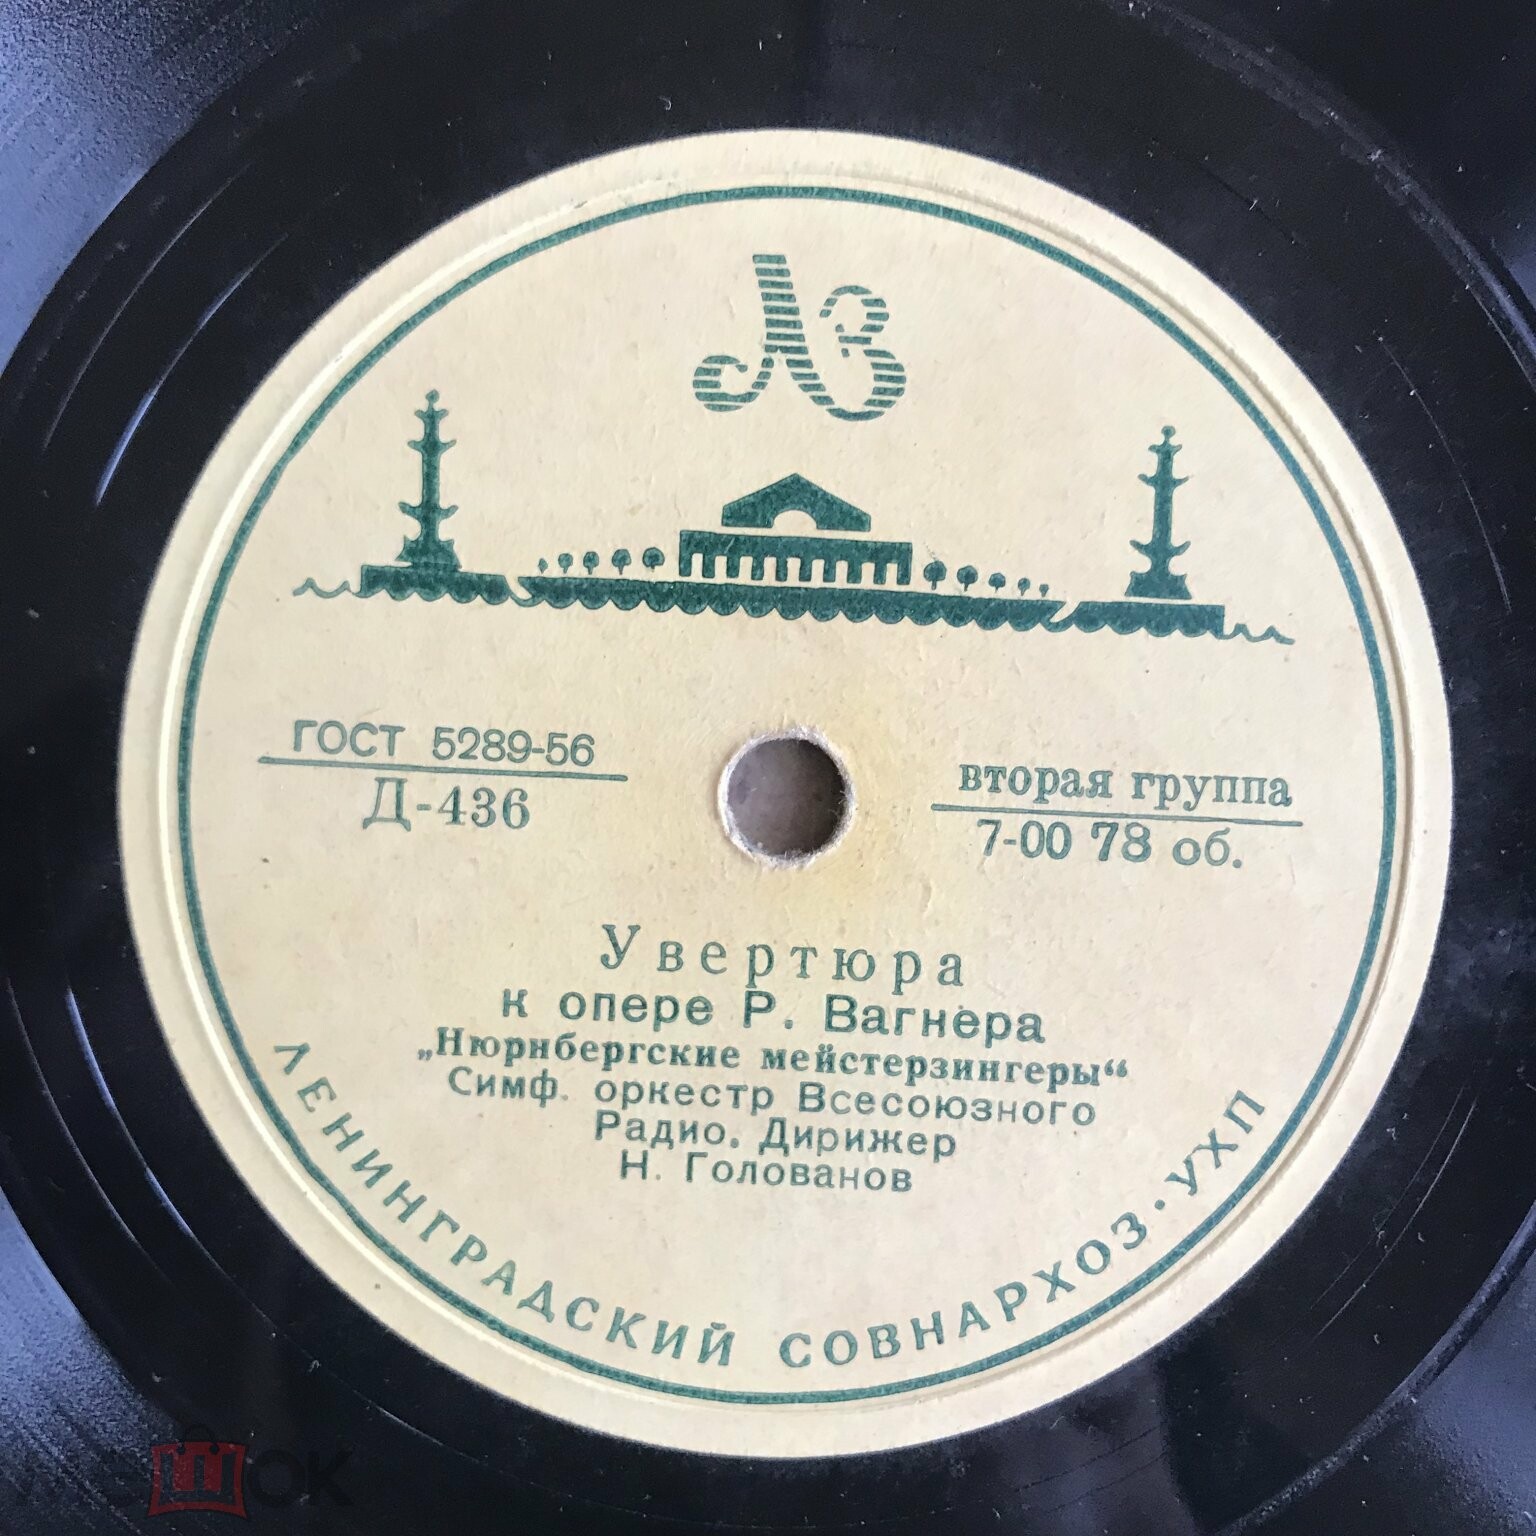 ЛЗ
ГОСТ 5289-56
Д-436
вторая группа
7-00 78 об.
Увертюра
к опере Р. Вагнера
„Нюрнбергские мейстерзингеры“
Симф. оркестр Всесоюзного
Радио. Дирижер
Н. Голованов
ЛЕНИНГРАДСКИЙ СОВНАРХОЗ · УХП
мешок